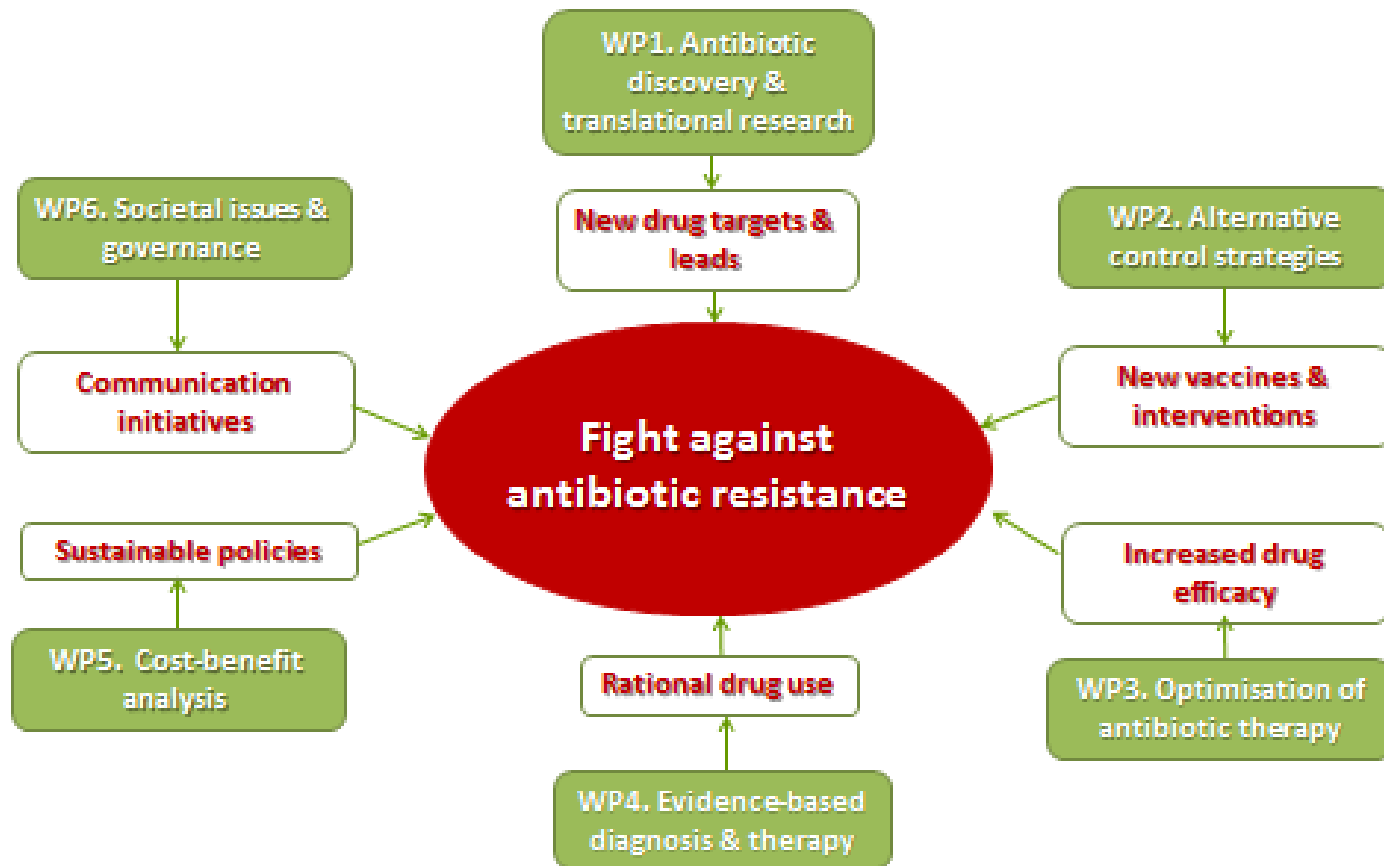 WP1. Antibiotic
discovery &
translational research
New drug targets &
leads
WP6. Societal issues &
governance
Communication
initiatives
WP2. Alternative
control strategies
New vaccines &
interventions
Fight against
antibiotic resistance
Sustainable policies
WP5. Cost-benefit
analysis
Increased drug
efficacy
WP3. Optimisation of
antibiotic therapy
Rational drug use
WP4. Evidence-based
diagnosis & therapy